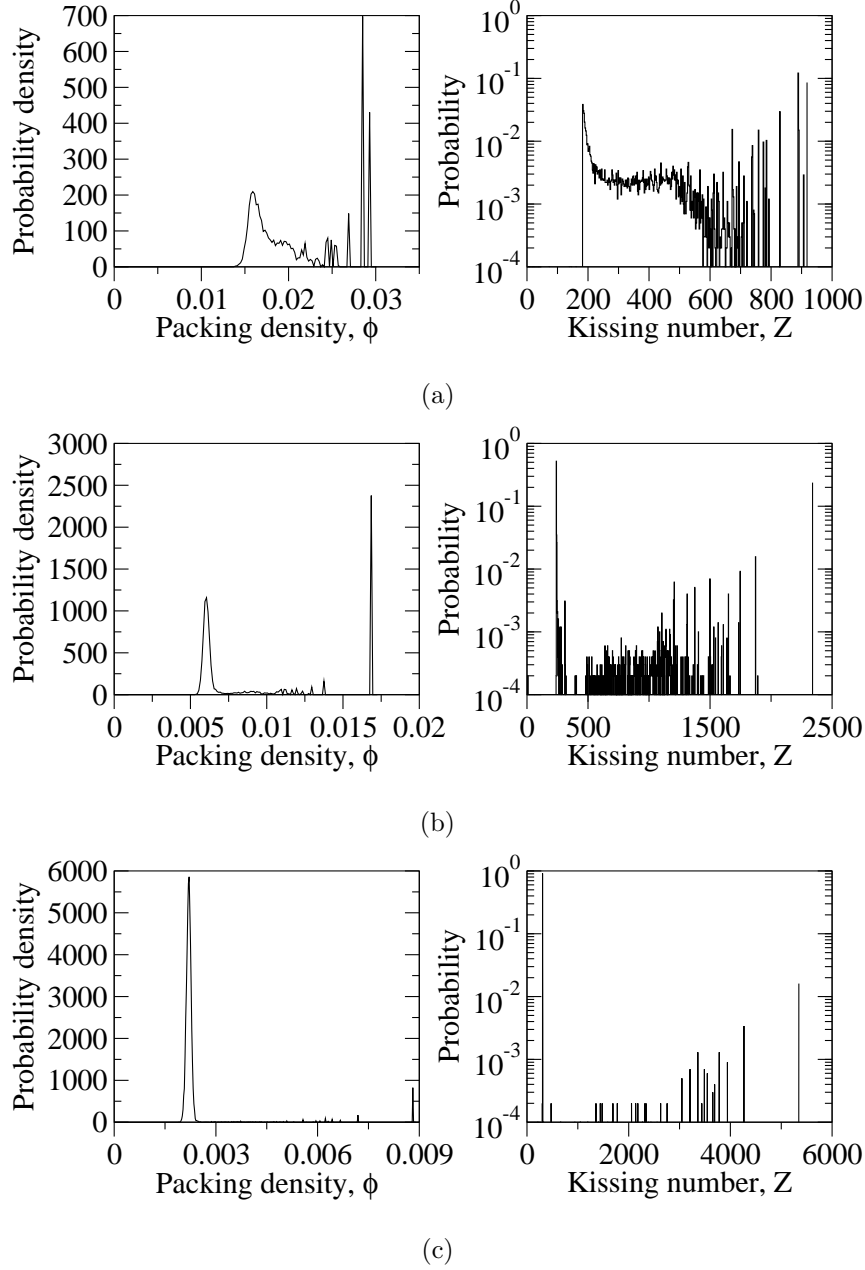 700
600
500
400
300
200
100
0
Probability density
0 0.01 0.02 0.03
Packing density, ϕ
10^0
10^-1
10^-2
10^-3
10^-4
Probability
0 200 400 600 800 1000
Kissing number, Z
(a)
3000
2500
2000
1500
1000
500
0
Probability density
0 0.005 0.01 0.015 0.02
Packing density, ϕ
10^0
10^-1
10^-2
10^-3
10^-4
Probability
0 500 1000 1500 2500
Kissing number, Z
(b)
6000
5000
4000
3000
2000
1000
0
Probability density
0 0.003 0.006 0.009
Packing density, ϕ
10^0
10^-1
10^-2
10^-3
10^-4
Probability
0 2000 4000 6000
Kissing number, Z
(c)